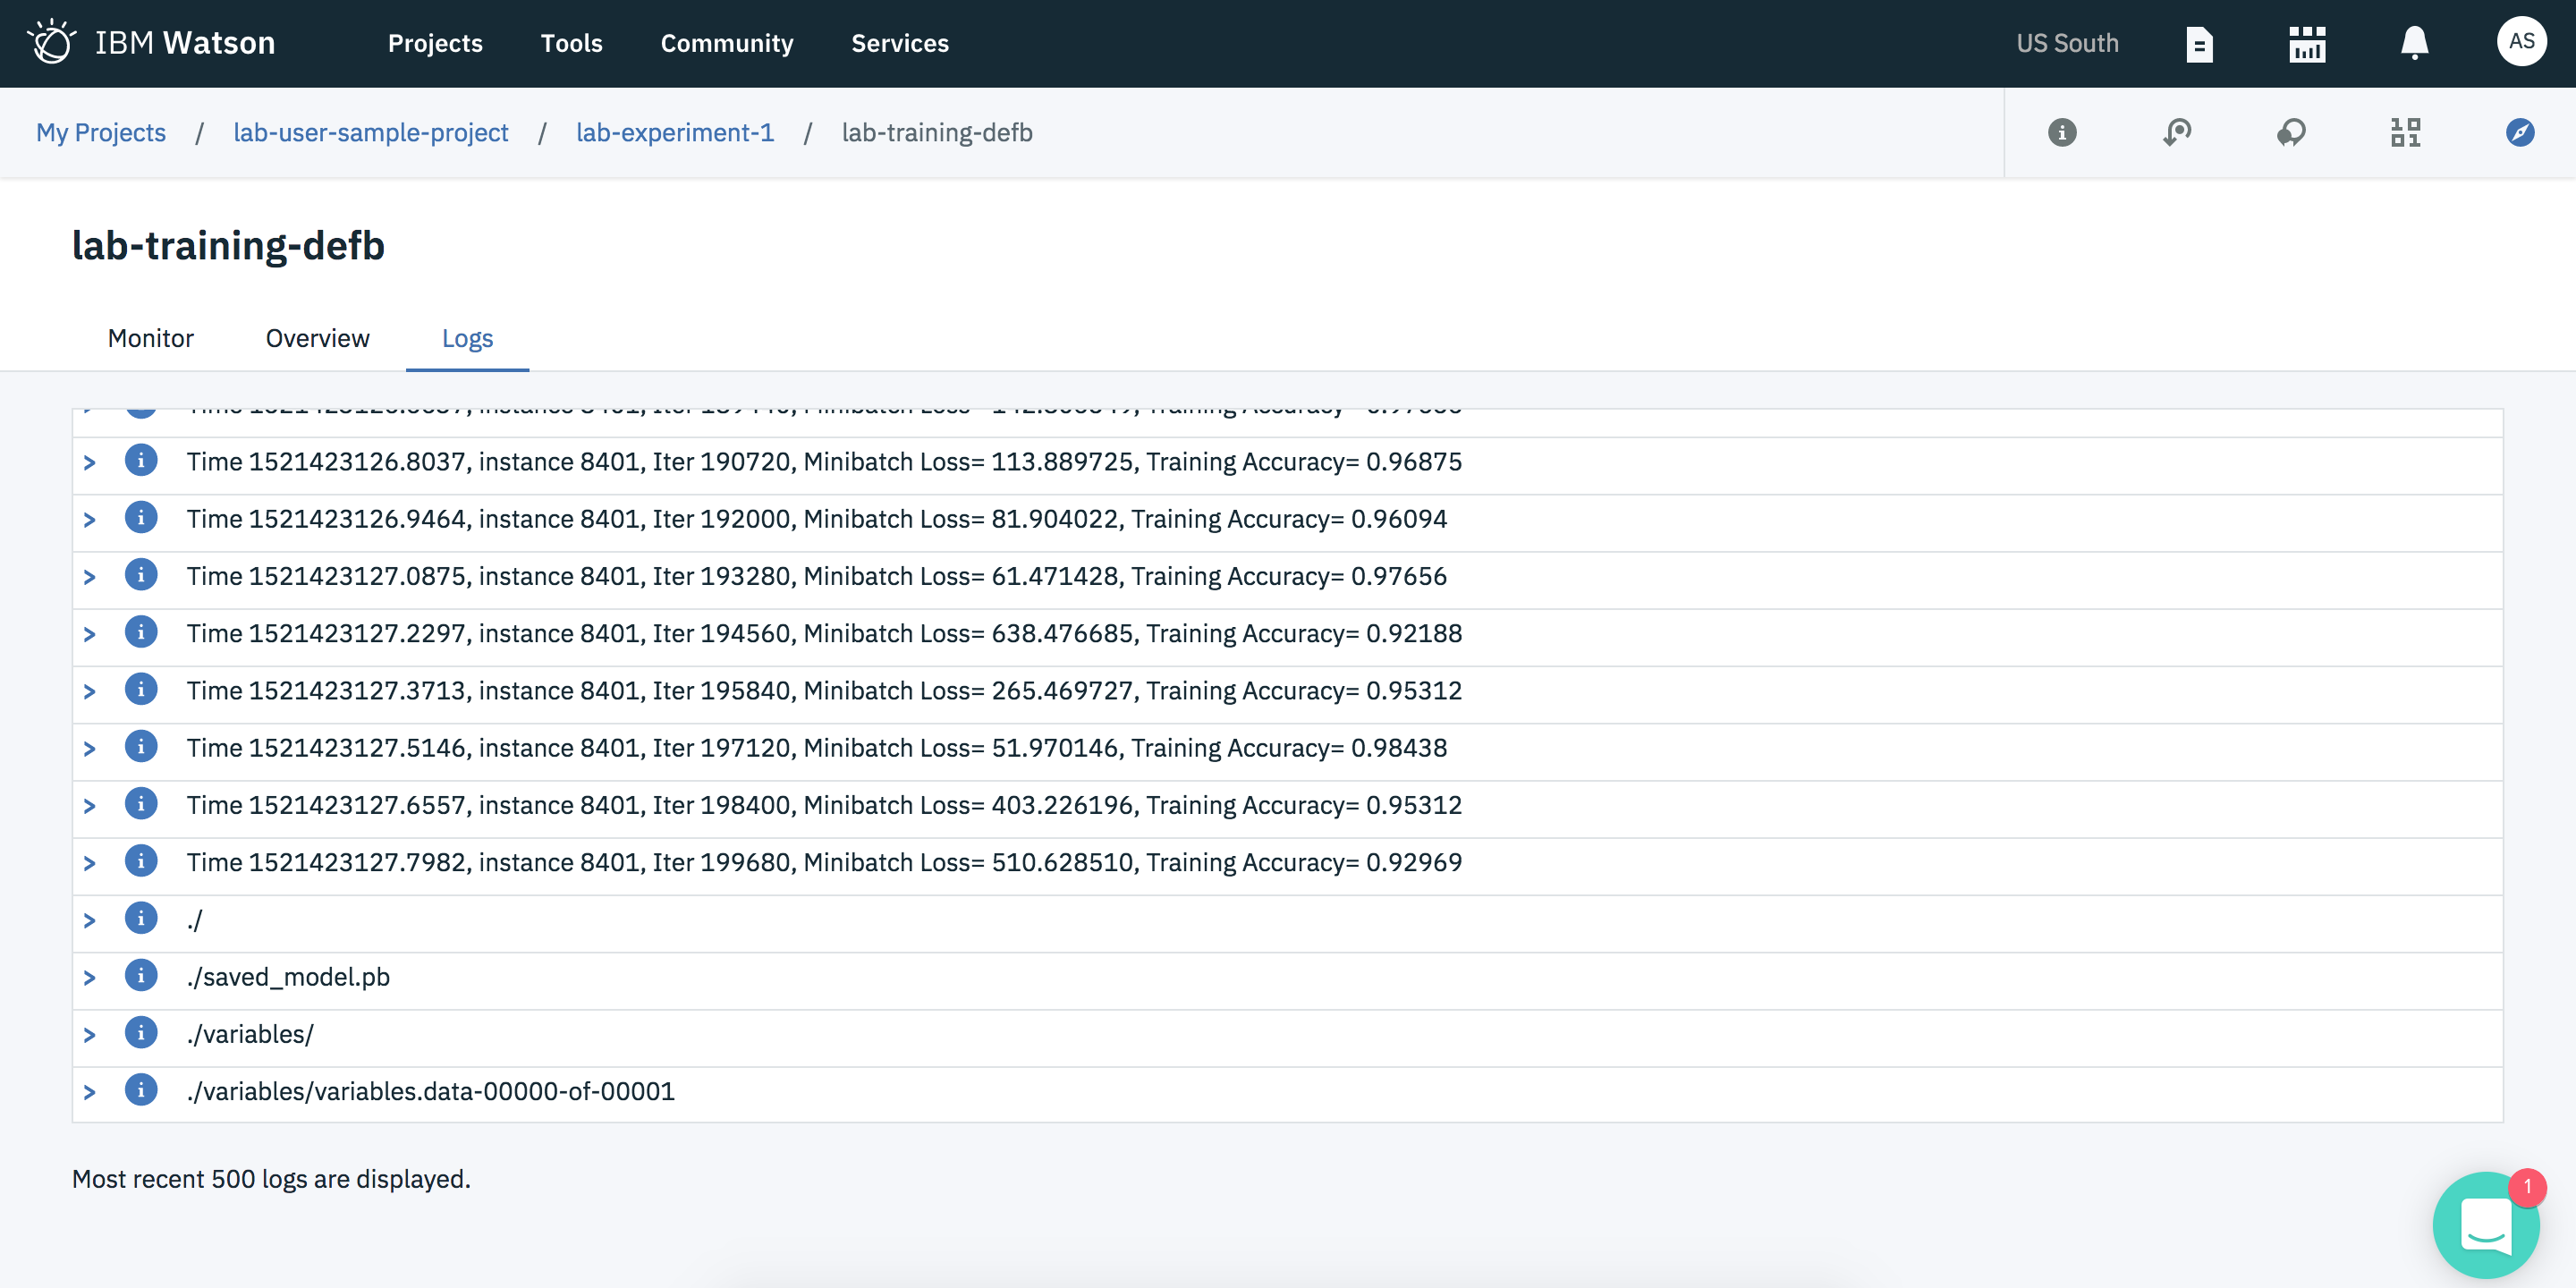 IBM Watson Projects Tools Community Services US South AS
My Projects / lab-user-sample-project / lab-experiment-1 / lab-training-defb
lab-training-defb
Monitor Overview Logs
> i Time 1521423126.8037, instance 8401, Iter 190720, Minibatch Loss= 113.889725, Training Accuracy= 0.96875
> i Time 1521423126.9464, instance 8401, Iter 192000, Minibatch Loss= 81.904022, Training Accuracy= 0.96094
> i Time 1521423127.0875, instance 8401, Iter 193280, Minibatch Loss= 61.471428, Training Accuracy= 0.97656
> i Time 1521423127.2297, instance 8401, Iter 194560, Minibatch Loss= 638.476685, Training Accuracy= 0.92188
> i Time 1521423127.3713, instance 8401, Iter 195840, Minibatch Loss= 265.469727, Training Accuracy= 0.95312
> i Time 1521423127.5146, instance 8401, Iter 197120, Minibatch Loss= 51.970146, Training Accuracy= 0.98438
> i Time 1521423127.6557, instance 8401, Iter 198400, Minibatch Loss= 403.226196, Training Accuracy= 0.95312
> i Time 1521423127.7982, instance 8401, Iter 199680, Minibatch Loss= 510.628510, Training Accuracy= 0.92969
> i ./
> i ./saved_model.pb
> i ./variables/
> i ./variables/variables.data-00000-of-00001
Most recent 500 logs are displayed.
1